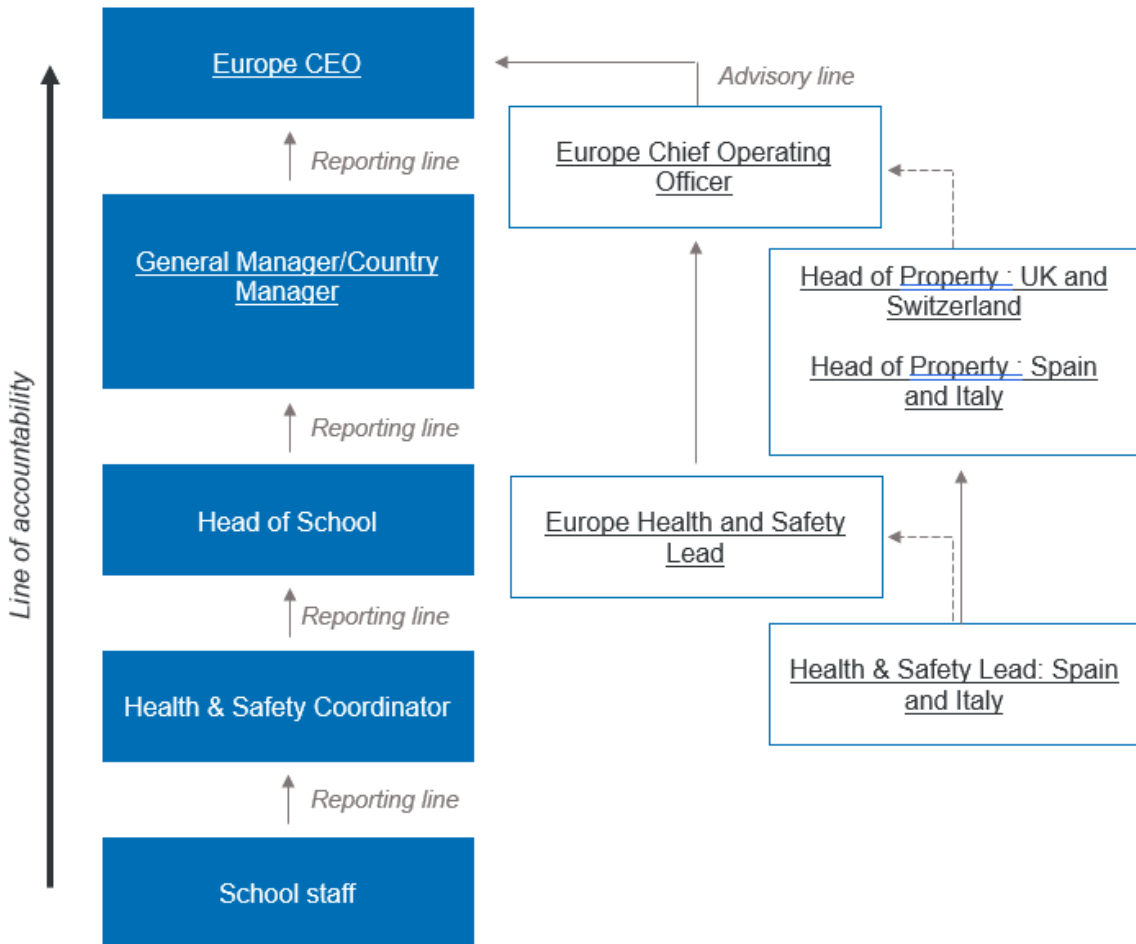 Europe CEO
Advisory line
Europe Chief Operating
Officer
Reporting line
General Manager/Country
Manager
Head of Property : UK and
Switzerland
Head of Property : Spain
and Italy
Line of accountability
Reporting line
Head of School
Europe Health and Safety
Lead
Reporting line
Health & Safety Coordinator
Health & Safety Lead: Spain
and Italy
Reporting line
School staff